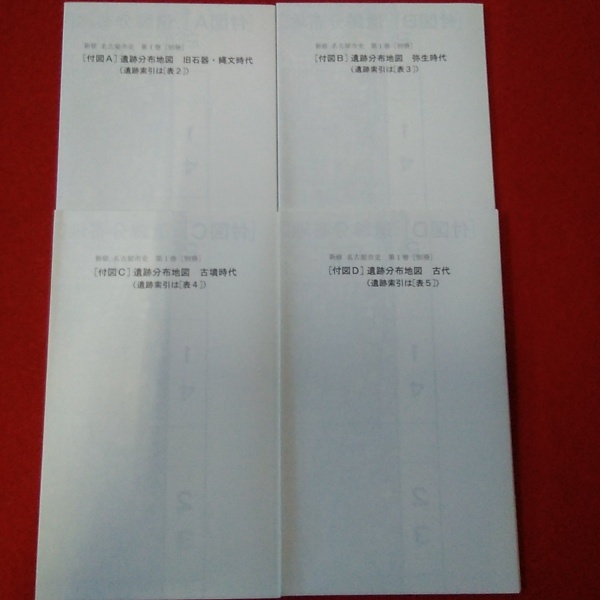 新修 名古屋市史 第1巻 [別冊]
[付図A] 遺跡分布地図 旧石器・縄文時代
(遺跡索引は[表2])
新修 名古屋市史 第1巻 [別冊]
[付図B] 遺跡分布地図 弥生時代
(遺跡索引は[表3])
新修 名古屋市史 第1巻 [別冊]
[付図C] 遺跡分布地図 古墳時代
(遺跡索引は[表4])
新修 名古屋市史 第1巻 [別冊]
[付図D] 遺跡分布地図 古代
(遺跡索引は[表5])